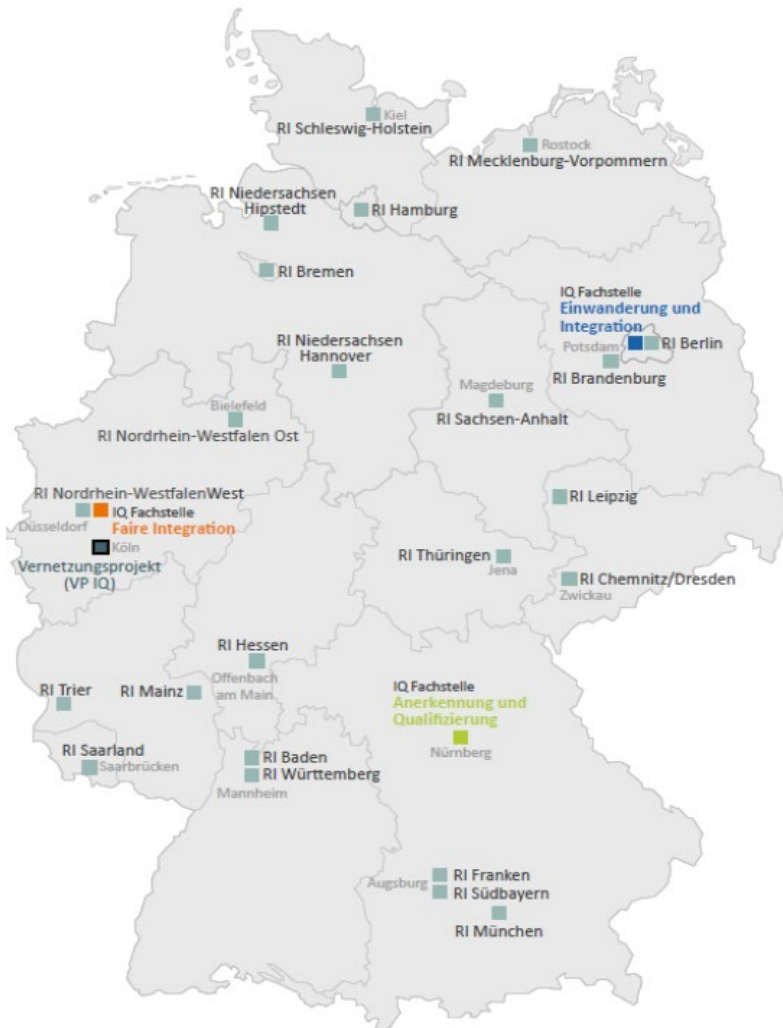 Kiel
RI Schleswig-Holstein
Rostock
RI Mecklenburg-Vorpommern
RI Niedersachsen
Hipstedt
RI Hamburg
RI Bremen
IQ Fachstelle
Einwanderung und
Integration
RI Berlin
Potsdam
RI Brandenburg
RI Niedersachsen
Hannover
Magdeburg
RI Sachsen-Anhalt
Bielefeld
RI Nordrhein-Westfalen Ost
RI Nordrhein-WestfalenWest
IQ Fachstelle
Düsseldorf
Faire Integration
Köln
Vernetzungsprojekt
(VP IQ)
RI Leipzig
RI Thüringen
Jena
RI Chemnitz/Dresden
Zwickau
RI Hessen
Offenbach
am Main
RI Trier
RI Mainz
IQ Fachstelle
Anerkennung und
Qualifizierung
Nürnberg
RI Saarland
Saarbrücken
RI Baden
RI Württemberg
Mannheim
RI Franken
Augsburg
RI Südbayern
RI München